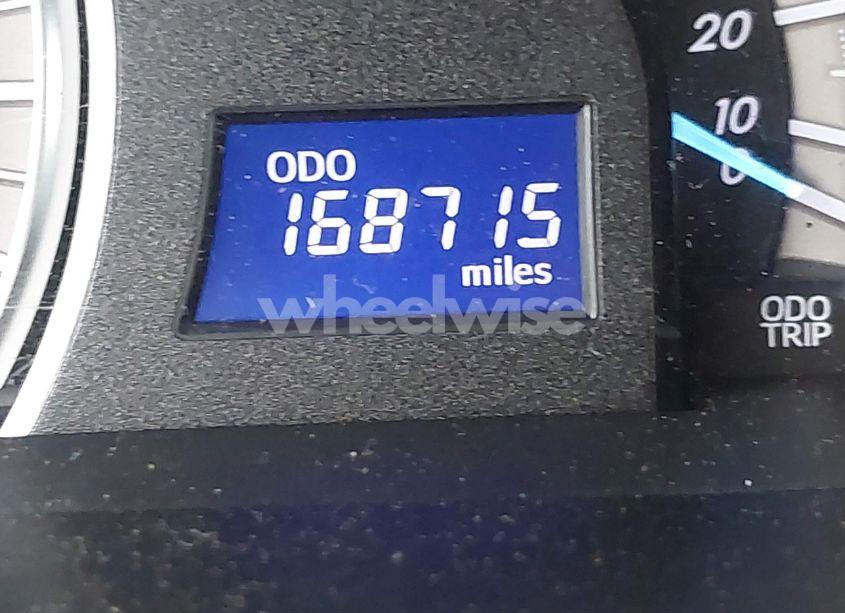 20
10
0
ODO
168715
miles
wheelwise
ODO
TRIP